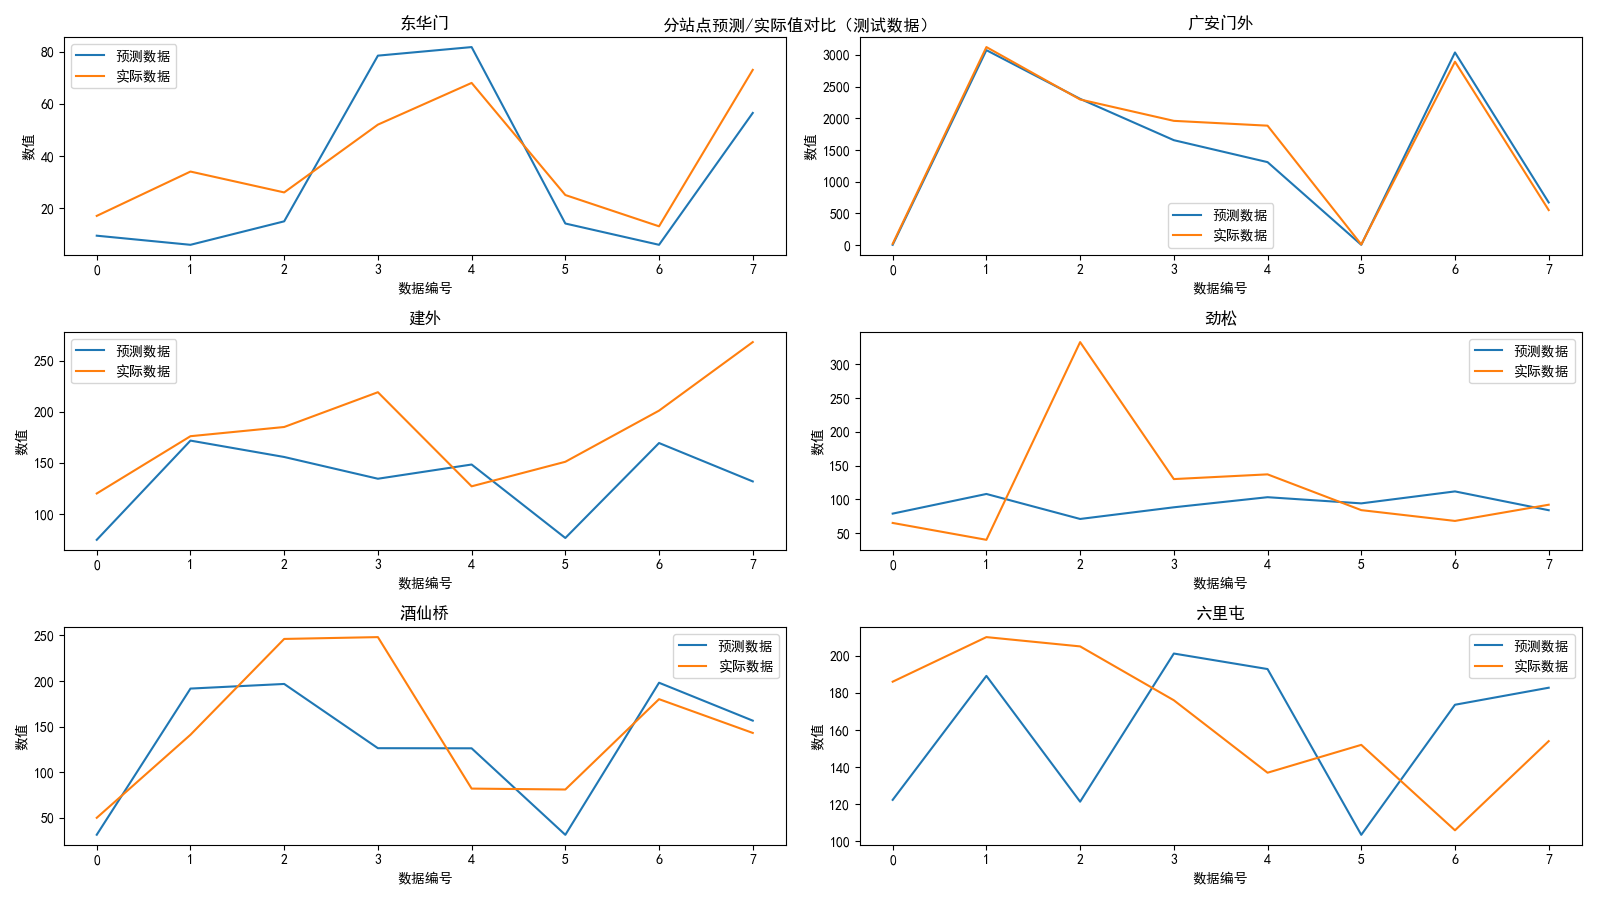 分站点预测/实际值对比（测试数据）
东华门
预测数据
实际数据
数值
80
60
40
20
0 1 2 3 4 5 6 7
数据编号
广安门外
预测数据
实际数据
数值
3000
2500
2000
1500
1000
500
0
0 1 2 3 4 5 6 7
数据编号
建外
预测数据
实际数据
数值
250
200
150
100
0 1 2 3 4 5 6 7
数据编号
劲松
预测数据
实际数据
数值
300
250
200
150
100
50
0 1 2 3 4 5 6 7
数据编号
酒仙桥
预测数据
实际数据
数值
250
200
150
100
50
0 1 2 3 4 5 6 7
数据编号
六里屯
预测数据
实际数据
数值
200
180
160
140
120
100
0 1 2 3 4 5 6 7
数据编号